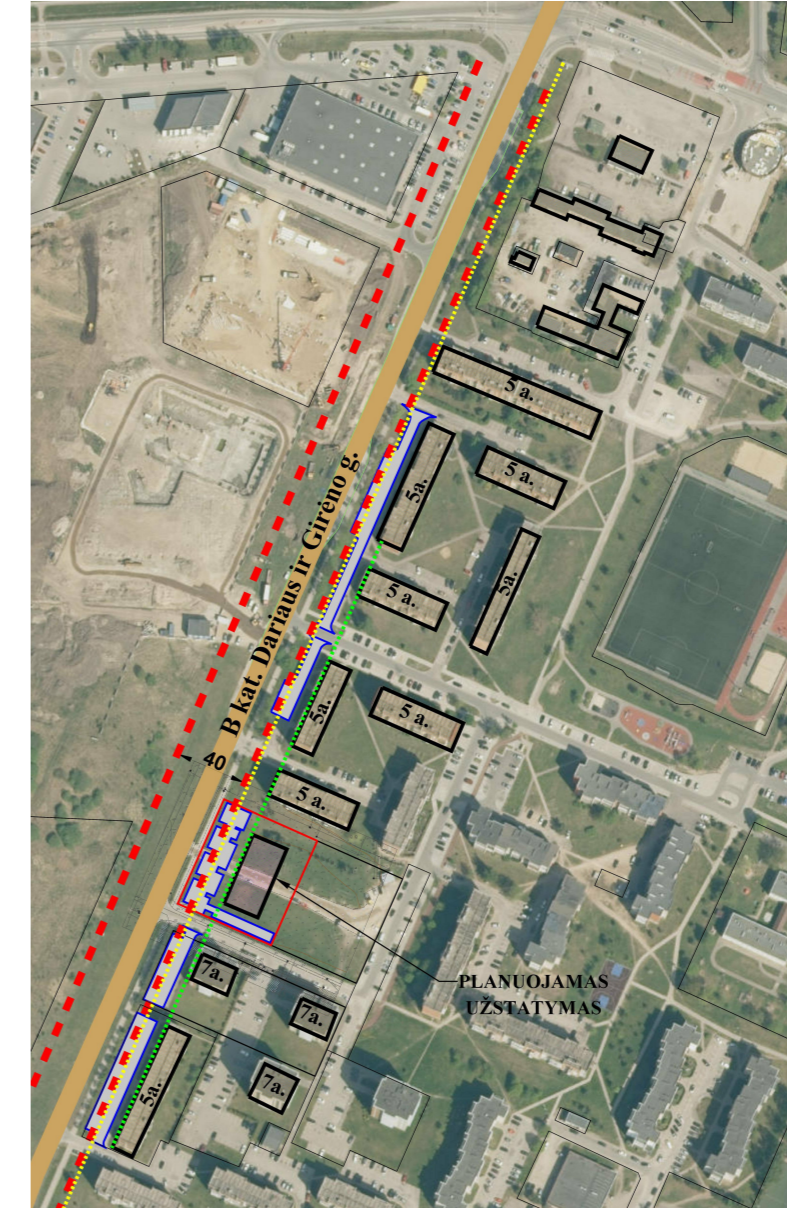 5 a.
5 a.
5a.
5a.
5 a.
B kat. Dariaus ir Girėno g.
5a.
5 a.
40
5 a.
PLANUOJAMAS
UŽSTATYMAS
7a.
7a.
7a.
5a.